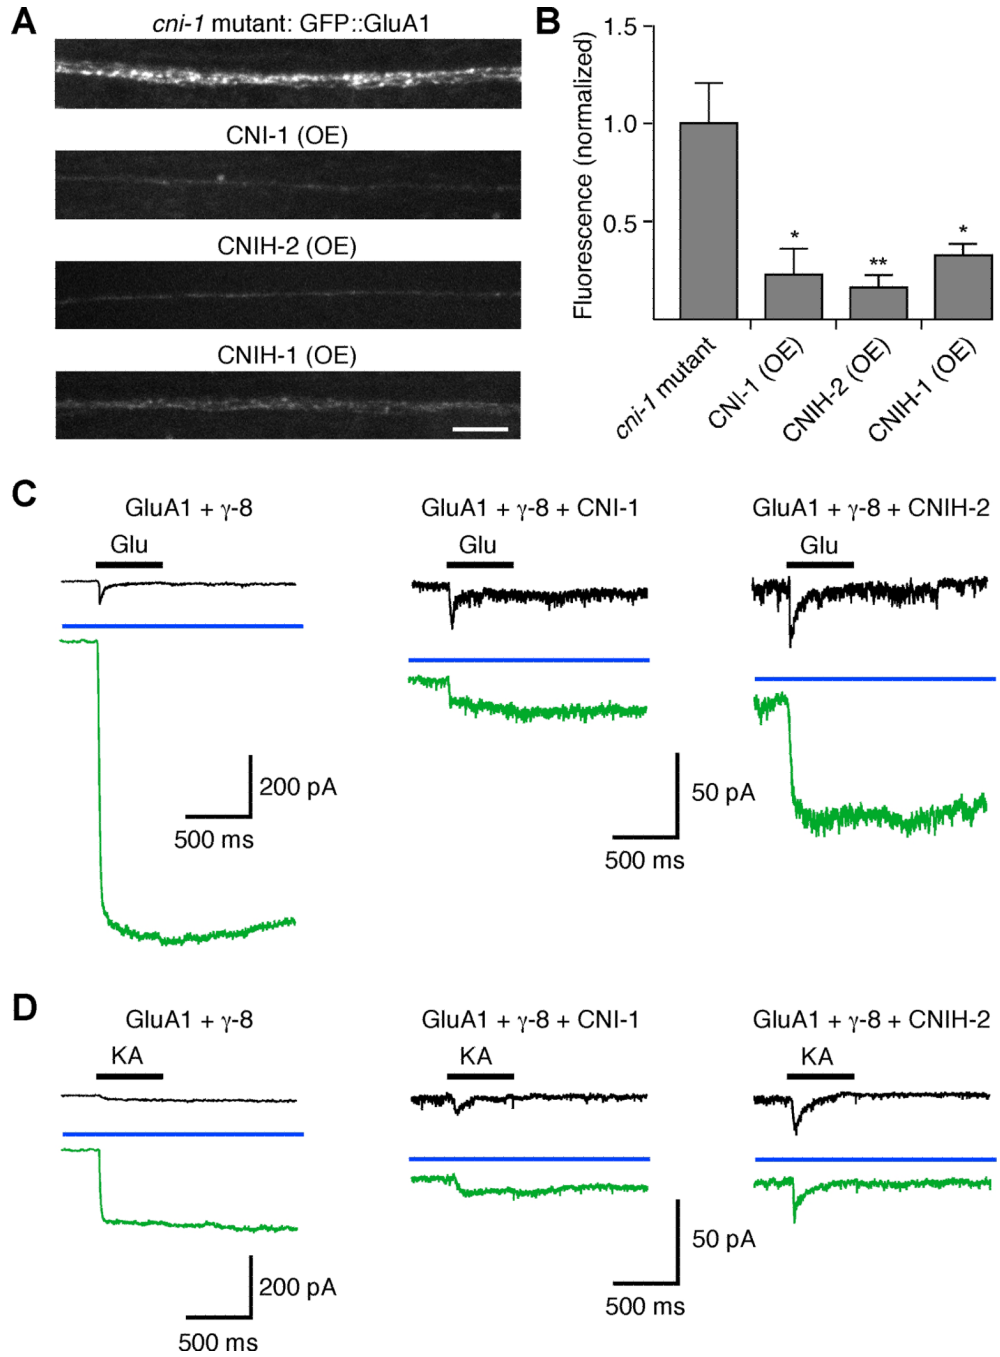 A
cni-1 mutant: GFP::GluA1
CNI-1 (OE)
CNIH-2 (OE)
CNIH-1 (OE)
B
Fluorescence (normalized)
1.5
1.0
0.5
*
**
*
cni-1 mutant
CNI-1 (OE)
CNIH-2 (OE)
CNIH-1 (OE)
C
GluA1 + γ-8
Glu
200 pA
500 ms
GluA1 + γ-8 + CNI-1
Glu
GluA1 + γ-8 + CNIH-2
Glu
50 pA
500 ms
D
GluA1 + γ-8
KA
200 pA
500 ms
GluA1 + γ-8 + CNI-1
KA
GluA1 + γ-8 + CNIH-2
KA
50 pA
500 ms